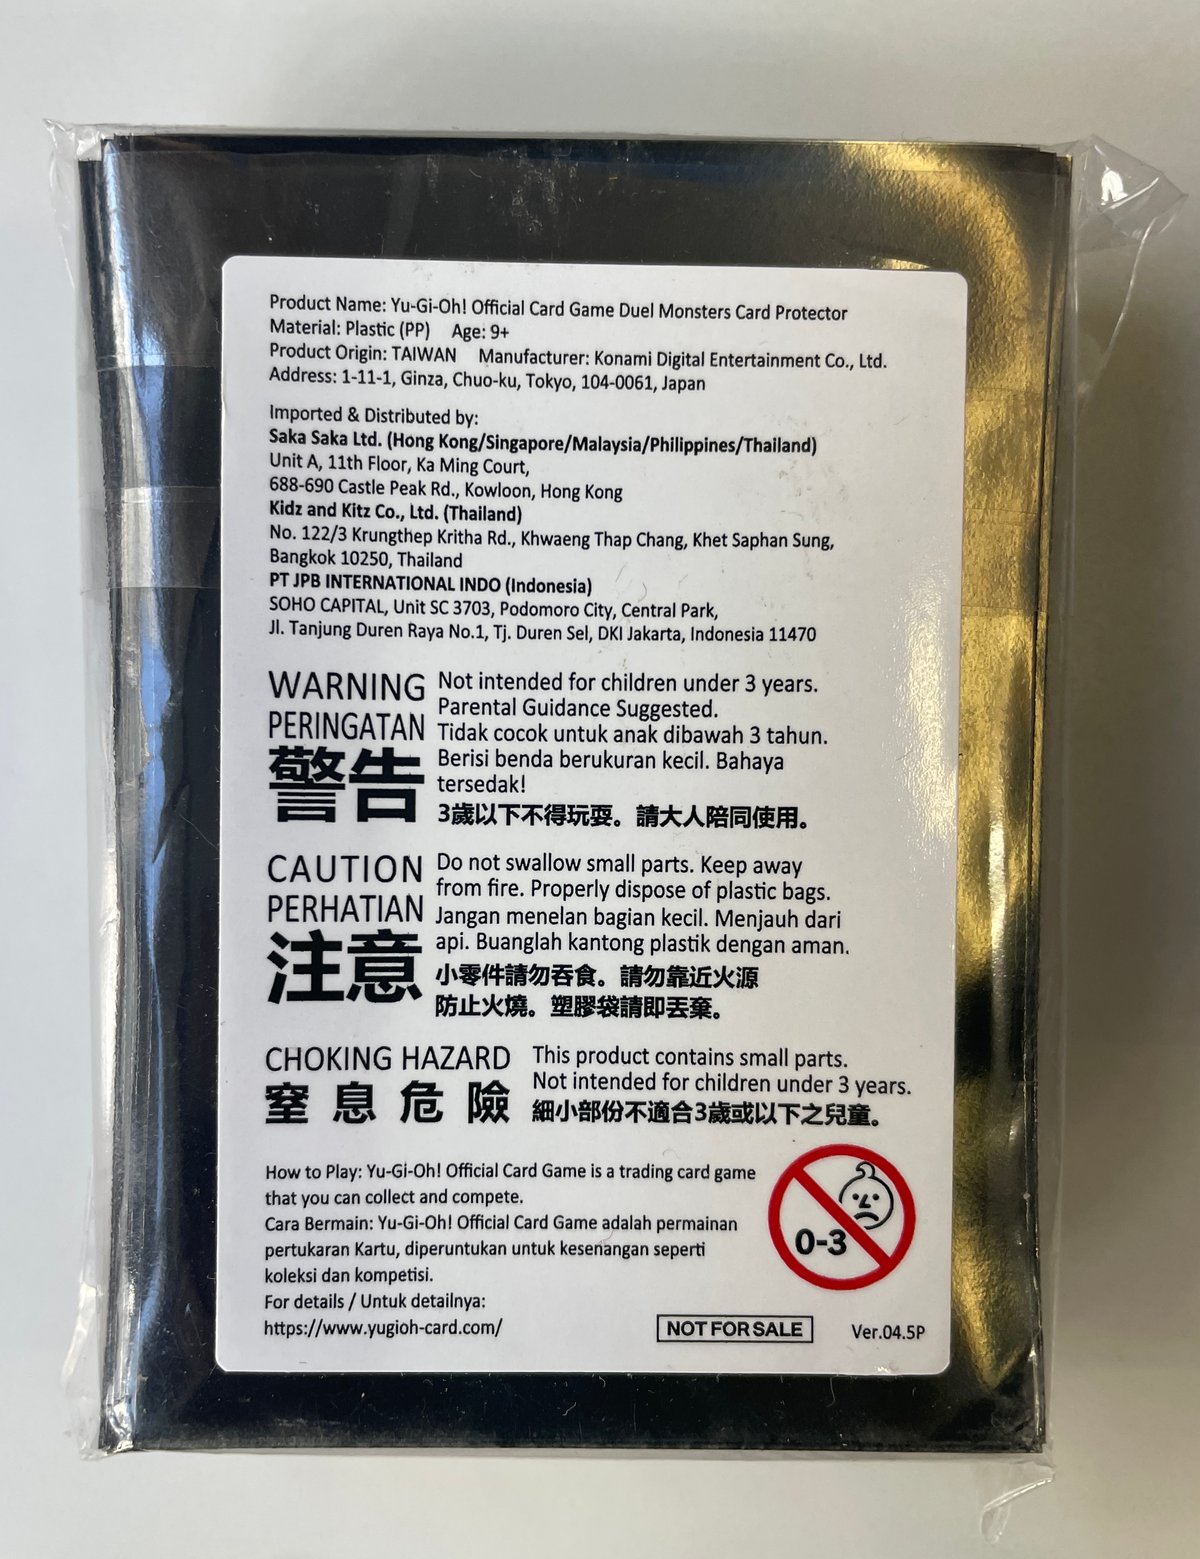 Product Name: Yu-Gi-Oh! Official Card Game Duel Monsters Card Protector
Material: Plastic (PP) Age: 9+
Product Origin: TAIWAN Manufacturer: Konami Digital Entertainment Co., Ltd.
Address: 1-11-1, Ginza, Chuo-ku, Tokyo, 104-0061, Japan
Imported & Distributed by:
Saka Saka Ltd. (Hong Kong/Singapore/Malaysia/Philippines/Thailand)
Unit A, 11th Floor, Ka Ming Court,
688-690 Castle Peak Rd., Kowloon, Hong Kong
Kidz and Kitz Co., Ltd. (Thailand)
No. 122/3 Krungthep Kritha Rd., Khwaeng Thap Chang, Khet Saphan Sung,
Bangkok 10250, Thailand
PT JPB INTERNATIONAL INDO (Indonesia)
SOHO CAPITAL, Unit SC 3703, Podomoro City, Central Park,
Jl. Tanjung Duren Raya No.1, Tj. Duren Sel, DKI Jakarta, Indonesia 11470
WARNING
PERINGATAN
警告
Not intended for children under 3 years.
Parental Guidance Suggested.
Tidak cocok untuk anak dibawah 3 tahun.
Berisi benda berukuran kecil. Bahaya
tersedak!
3歲以下不得玩耍。請大人陪同使用。
CAUTION
PERHATIAN
注意
Do not swallow small parts. Keep away
from fire. Properly dispose of plastic bags.
Jangan menelan bagian kecil. Menjauh dari
api. Buanglah kantong plastik dengan aman.
小零件請勿吞食。請勿靠近火源
防止火燒。塑膠袋請即丟棄。
CHOKING HAZARD
窒息危險
This product contains small parts.
Not intended for children under 3 years.
細小部份不適合3歲或以下之兒童。
How to Play: Yu-Gi-Oh! Official Card Game is a trading card game
that you can collect and compete.
Cara Bermain: Yu-Gi-Oh! Official Card Game adalah permainan
pertukaran Kartu, diperuntukan untuk kesenangan seperti
koleksi dan kompetisi.
For details / Untuk detailnya:
https://www.yugioh-card.com/
0-3
NOT FOR SALE
Ver.04.5P